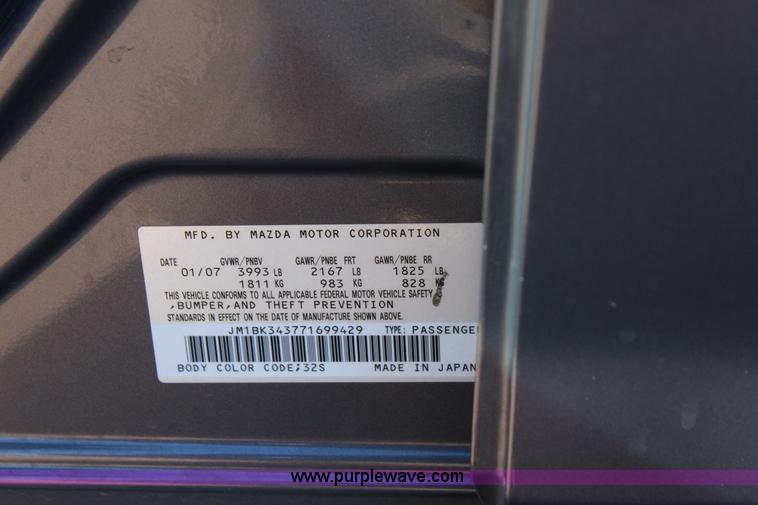 MFD. BY MAZDA MOTOR CORPORATION
DATE GVWR/PNBV GAWR/PNBE FRT GAWR/PNBE RR
01/07 3993 LB 2167 LB 1825 LB
1811 KG 983 KG 828 KG
THIS VEHICLE CONFORMS TO ALL APPLICABLE FEDERAL MOTOR VEHICLE SAFETY
,BUMPER,AND THEFT PREVENTION
STANDARDS IN EFFECT ON THE DATE OF MANUFACTURE SHOWN ABOVE.
JM1BK343771699429 TYPE: PASSENGER
BODY COLOR CODE;32S MADE IN JAPAN
www.purplewave.com